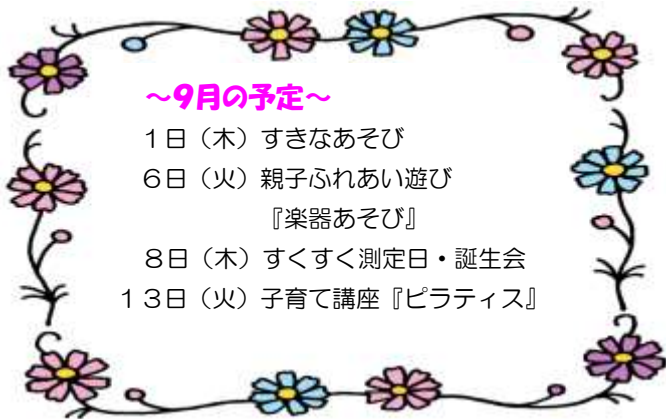 ～9月の予定～
１日（木）すきなあそび
６日（火）親子ふれあい遊び
『楽器あそび』
８日（木）すくすく測定日・誕生会
１３日（火）子育て講座『ピラティス』